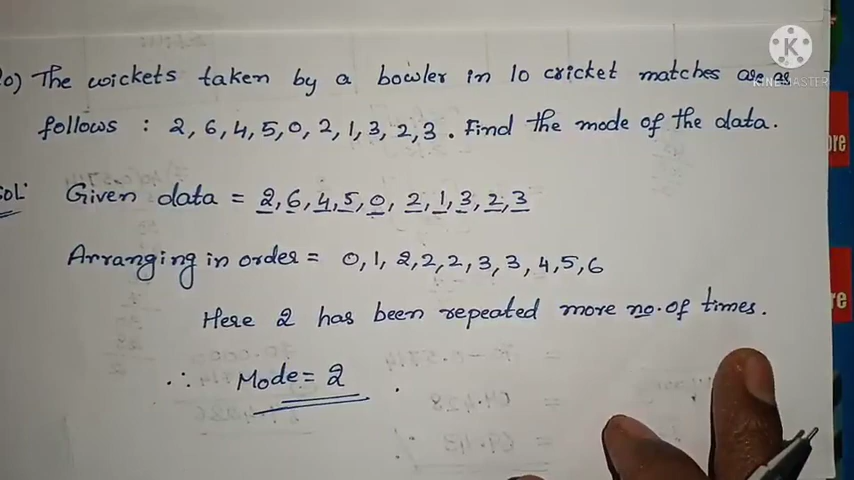 o) The wickets taken by a bowler in 10 cricket matches are as
KINEMASTER
follows : 2, 6, 4, 5, 0, 2, 1, 3, 2, 3 . Find the mode of the data.
SOL:
Given data = 2, 6, 4, 5, 0, 2, 1, 3, 2, 3
Arranging in order = 0, 1, 2, 2, 2, 3, 3, 4, 5, 6
Here 2 has been repeated more no. of times.
∴ Mode = 2 .